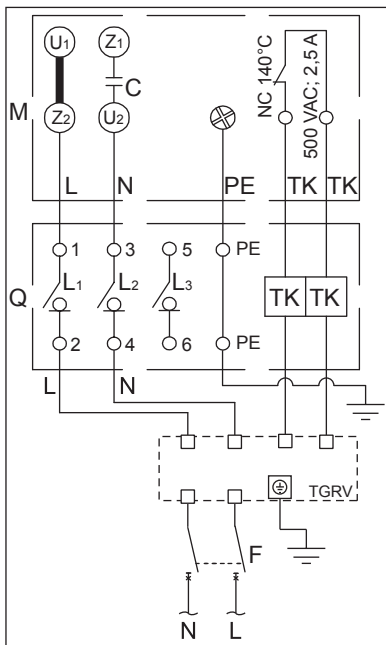 U1 Z1
C
M
Z2 U2
NC 140°C
500 VAC; 2,5 A
L N PE TK TK
1 3 5 PE
Q L1 L2 L3 TK TK
2 4 6 PE
L N
TGRV
F
N L